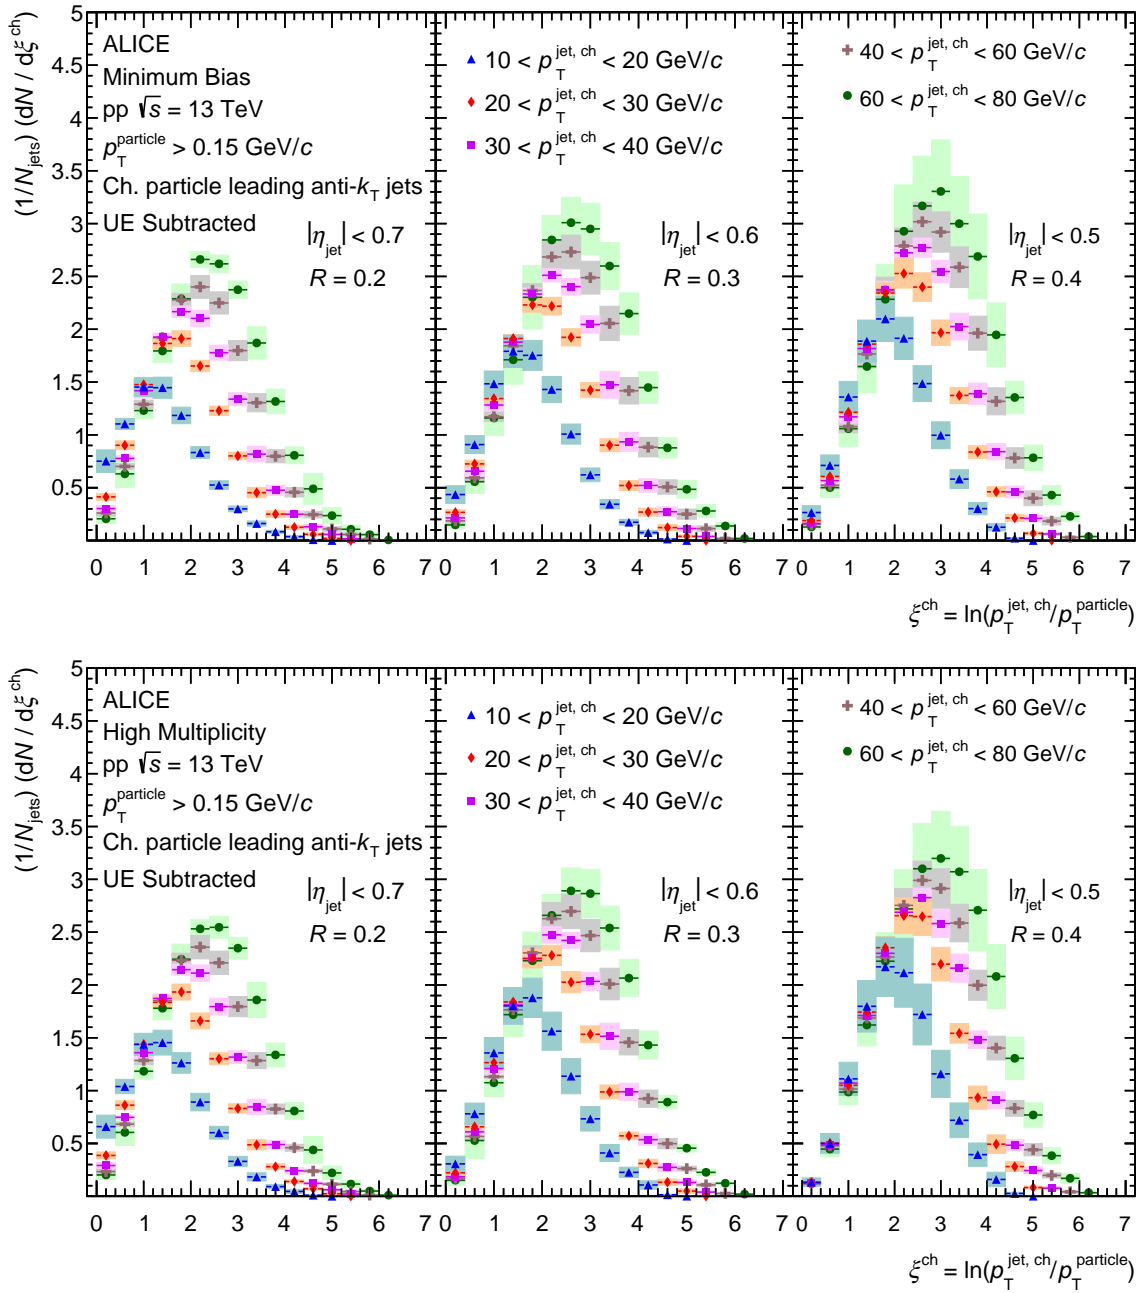 (1/N_jets) (dN / dξ^ch)
5
4.5
4
3.5
3
2.5
2
1.5
1
0.5
ALICE
Minimum Bias
pp √s = 13 TeV
p_T^particle > 0.15 GeV/c
Ch. particle leading anti-k_T jets
UE Subtracted
|η_jet| < 0.7
R = 0.2
10 < p_T^jet, ch < 20 GeV/c
20 < p_T^jet, ch < 30 GeV/c
30 < p_T^jet, ch < 40 GeV/c
|η_jet| < 0.6
R = 0.3
40 < p_T^jet, ch < 60 GeV/c
60 < p_T^jet, ch < 80 GeV/c
|η_jet| < 0.5
R = 0.4
0 1 2 3 4 5 6 7
0 1 2 3 4 5 6 7
0 1 2 3 4 5 6 7
ξ^ch = ln(p_T^jet, ch/p_T^particle)
(1/N_jets) (dN / dξ^ch)
5
4.5
4
3.5
3
2.5
2
1.5
1
0.5
ALICE
High Multiplicity
pp √s = 13 TeV
p_T^particle > 0.15 GeV/c
Ch. particle leading anti-k_T jets
UE Subtracted
|η_jet| < 0.7
R = 0.2
10 < p_T^jet, ch < 20 GeV/c
20 < p_T^jet, ch < 30 GeV/c
30 < p_T^jet, ch < 40 GeV/c
|η_jet| < 0.6
R = 0.3
40 < p_T^jet, ch < 60 GeV/c
60 < p_T^jet, ch < 80 GeV/c
|η_jet| < 0.5
R = 0.4
0 1 2 3 4 5 6 7
0 1 2 3 4 5 6 7
0 1 2 3 4 5 6 7
ξ^ch = ln(p_T^jet, ch/p_T^particle)